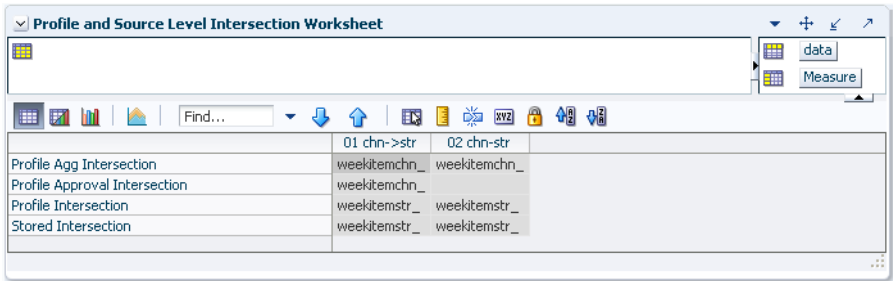 Profile and Source Level Intersection Worksheet
data
Measure
Find...
XYZ
01 chn->str 02 chn-str
Profile Agg Intersection weekitemchn_ weekitemchn_
Profile Approval Intersection weekitemchn_
Profile Intersection weekitemstr_ weekitemstr_
Stored Intersection weekitemstr_ weekitemstr_